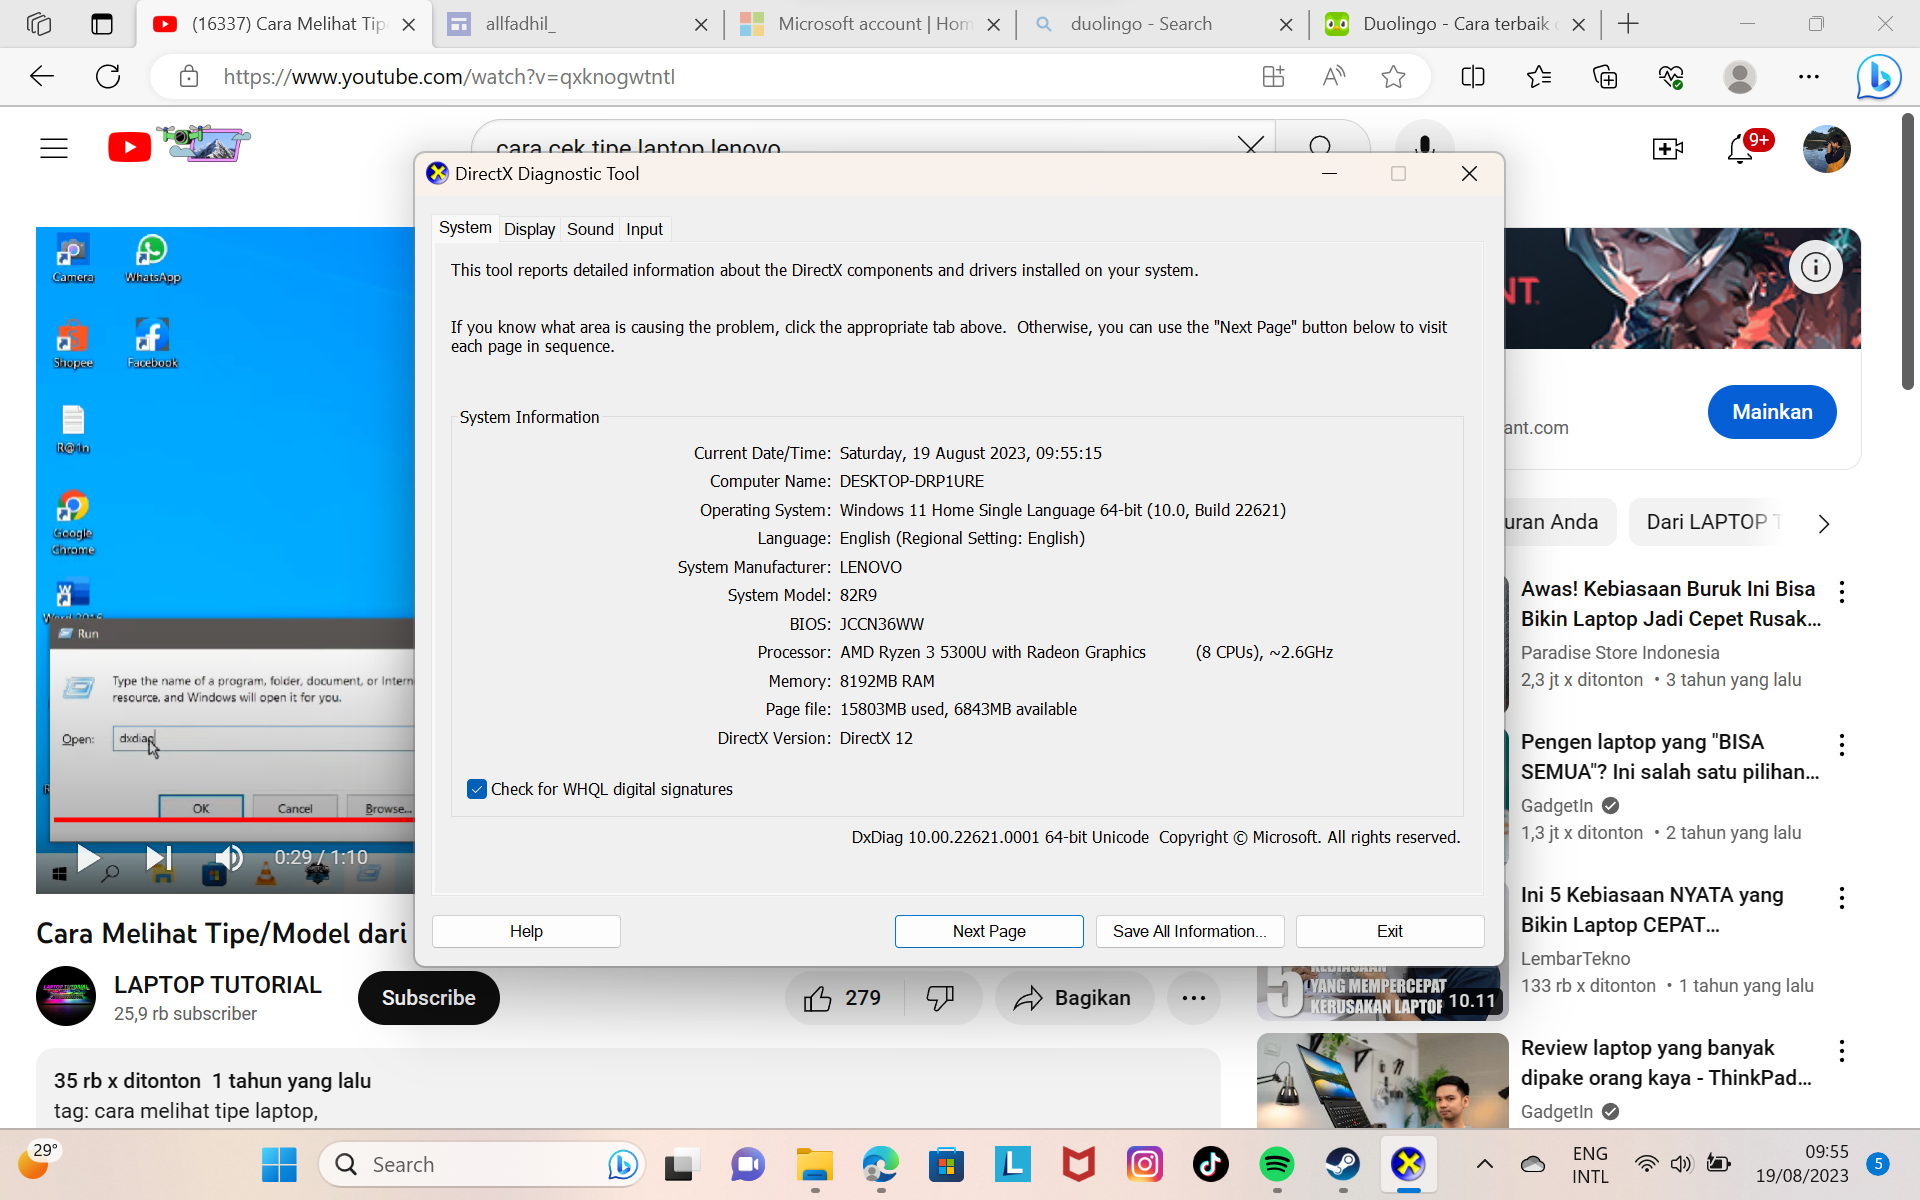 (16337) Cara Melihat Tip
allfadhil_
Microsoft account | Hom
duolingo - Search
Duolingo - Cara terbaik
https://www.youtube.com/watch?v=qxknogwtntl
cara cek tipe laptop lenovo
9+
DirectX Diagnostic Tool
System
Display
Sound
Input
This tool reports detailed information about the DirectX components and drivers installed on your system.
If you know what area is causing the problem, click the appropriate tab above. Otherwise, you can use the "Next Page" button below to visit
each page in sequence.
System Information
Current Date/Time: Saturday, 19 August 2023, 09:55:15
Computer Name: DESKTOP-DRP1URE
Operating System: Windows 11 Home Single Language 64-bit (10.0, Build 22621)
Language: English (Regional Setting: English)
System Manufacturer: LENOVO
System Model: 82R9
BIOS: JCCN36WW
Processor: AMD Ryzen 3 5300U with Radeon Graphics (8 CPUs), ~2.6GHz
Memory: 8192MB RAM
Page file: 15803MB used, 6843MB available
DirectX Version: DirectX 12
Check for WHQL digital signatures
DxDiag 10.00.22621.0001 64-bit Unicode Copyright © Microsoft. All rights reserved.
Help
Next Page
Save All Information...
Exit
Camera
WhatsApp
Shopee
Facebook
R@!n
Google
Chrome
Word 2016
Run
Type the name of a program, folder, document, or Intern
resource, and Windows will open it for you.
Open:
dxdiag
OK
Cancel
Browse...
0:29 / 1:10
Cara Melihat Tipe/Model dari
LAPTOP TUTORIAL
LAPTOP TUTORIAL
25,9 rb subscriber
Subscribe
279
Bagikan
35 rb x ditonton 1 tahun yang lalu
tag: cara melihat tipe laptop,
NT.
ant.com
Mainkan
uran Anda
Dari LAPTOP T
Awas! Kebiasaan Buruk Ini Bisa
Bikin Laptop Jadi Cepet Rusak...
Paradise Store Indonesia
2,3 jt x ditonton • 3 tahun yang lalu
Pengen laptop yang "BISA
SEMUA"? Ini salah satu pilihan...
GadgetIn
1,3 jt x ditonton • 2 tahun yang lalu
Ini 5 Kebiasaan NYATA yang
Bikin Laptop CEPAT...
LembarTekno
133 rb x ditonton • 1 tahun yang lalu
5
KEBIASAAN
YANG MEMPERCEPAT
KERUSAKAN LAPTOP
10.11
Review laptop yang banyak
dipake orang kaya - ThinkPad...
GadgetIn
29°
Search
ENG
INTL
09:55
19/08/2023
5